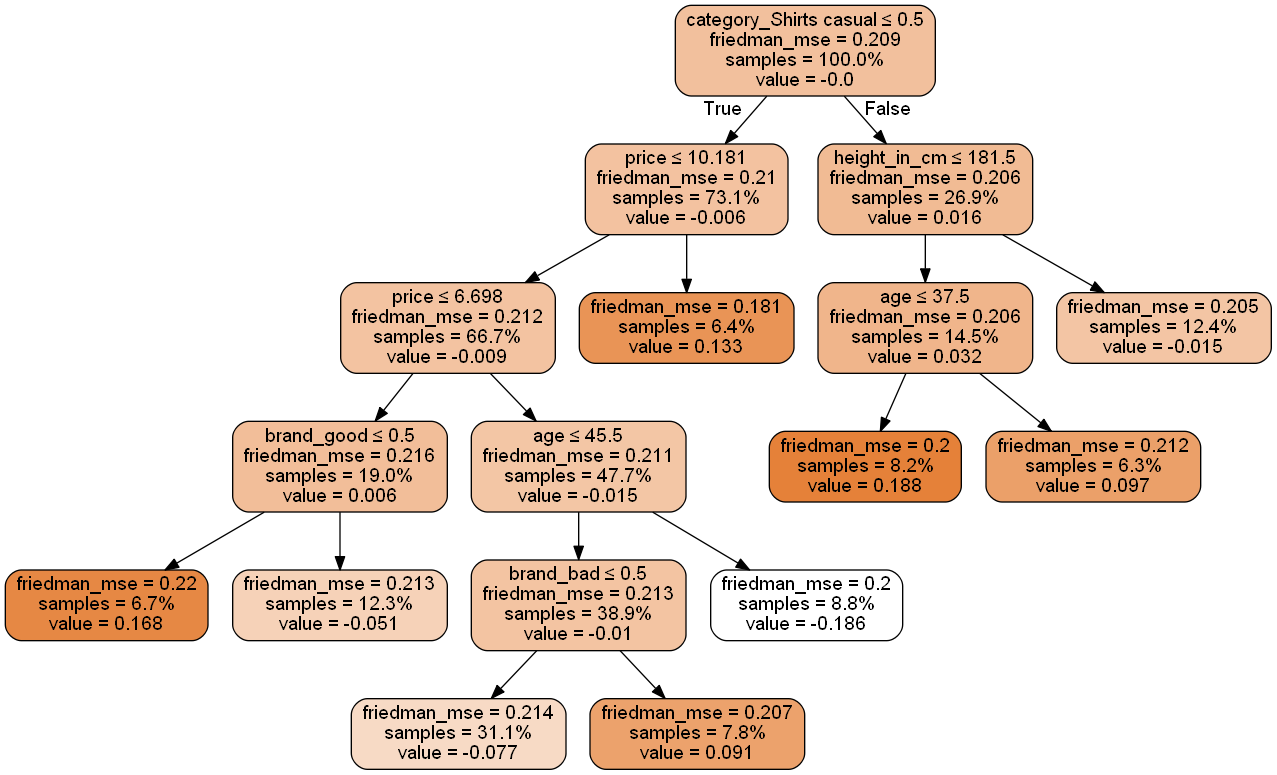 category_Shirts casual ≤ 0.5
friedman_mse = 0.209
samples = 100.0%
value = -0.0
True
False
price ≤ 10.181
friedman_mse = 0.21
samples = 73.1%
value = -0.006
height_in_cm ≤ 181.5
friedman_mse = 0.206
samples = 26.9%
value = 0.016
price ≤ 6.698
friedman_mse = 0.212
samples = 66.7%
value = -0.009
friedman_mse = 0.181
samples = 6.4%
value = 0.133
age ≤ 37.5
friedman_mse = 0.206
samples = 14.5%
value = 0.032
friedman_mse = 0.205
samples = 12.4%
value = -0.015
brand_good ≤ 0.5
friedman_mse = 0.216
samples = 19.0%
value = 0.006
age ≤ 45.5
friedman_mse = 0.211
samples = 47.7%
value = -0.015
friedman_mse = 0.2
samples = 8.2%
value = 0.188
friedman_mse = 0.212
samples = 6.3%
value = 0.097
friedman_mse = 0.22
samples = 6.7%
value = 0.168
friedman_mse = 0.213
samples = 12.3%
value = -0.051
brand_bad ≤ 0.5
friedman_mse = 0.213
samples = 38.9%
value = -0.01
friedman_mse = 0.2
samples = 8.8%
value = -0.186
friedman_mse = 0.214
samples = 31.1%
value = -0.077
friedman_mse = 0.207
samples = 7.8%
value = 0.091